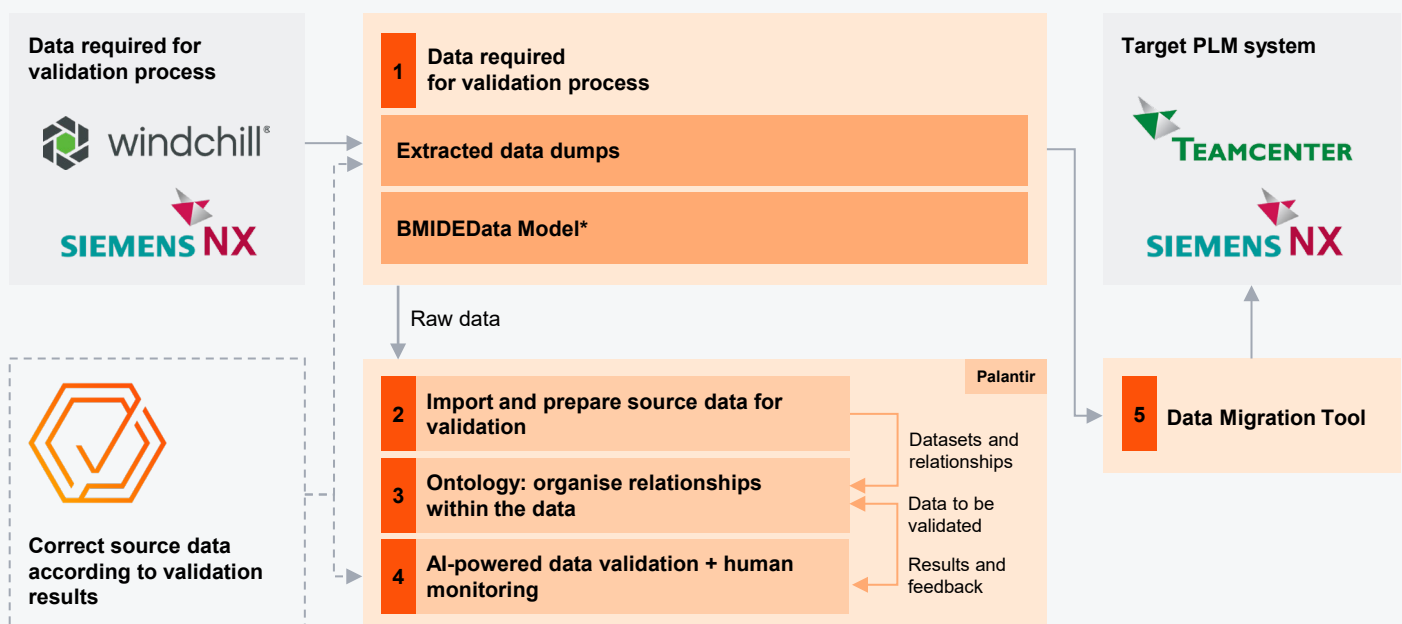 Data required for
validation process
windchill®
SIEMENS NX
1
Data required
for validation process
Extracted data dumps
BMIDEData Model*
Target PLM system
TEAMCENTER
SIEMENS NX
Raw data
Correct source data
according to validation
results
Palantir
2
Import and prepare source data for
validation
3
Ontology: organise relationships
within the data
4
AI-powered data validation + human
monitoring
Datasets and
relationships
Data to be
validated
Results and
feedback
5
Data Migration Tool